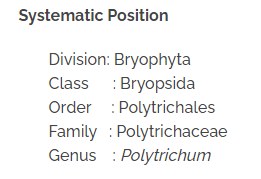 Systematic Position
Division: Bryophyta
Class : Bryopsida
Order : Polytrichales
Family : Polytrichaceae
Genus : Polytrichum